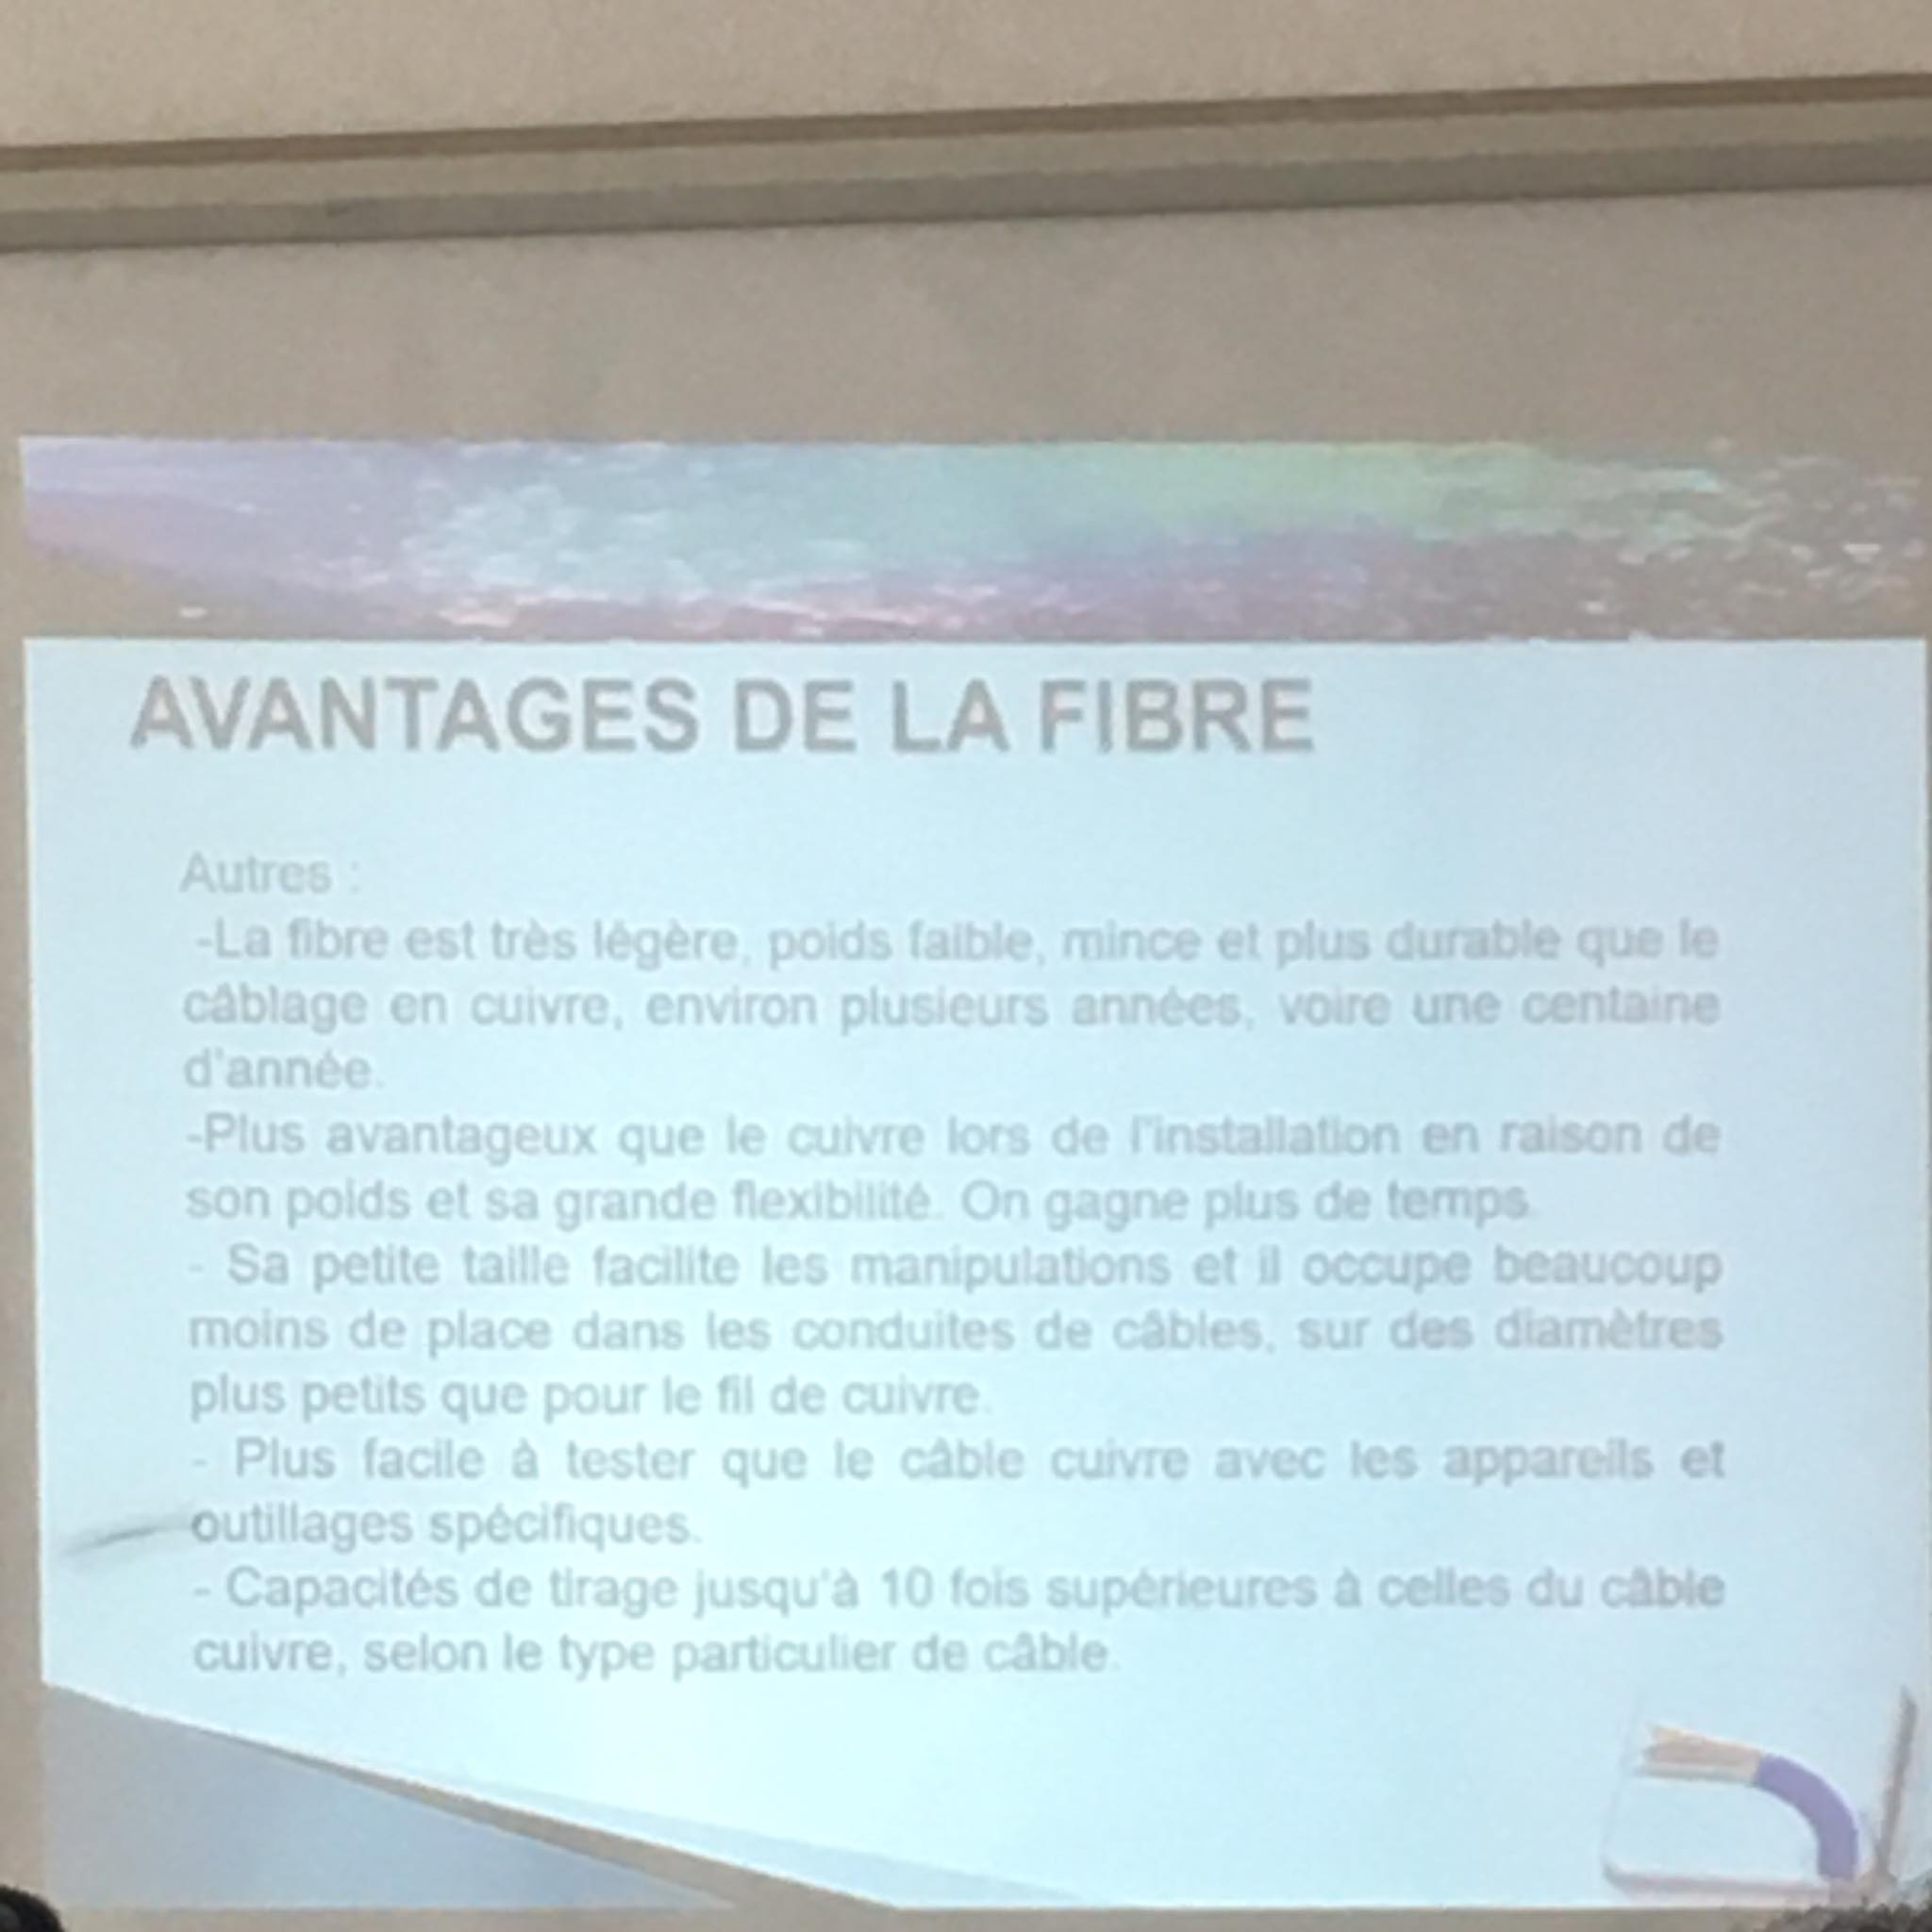 AVANTAGES DE LA FIBRE
Autres :
-La fibre est très légère, poids faible, mince et plus durable que le
câblage en cuivre, environ plusieurs années, voire une centaine
d'année.
-Plus avantageux que le cuivre lors de l'installation en raison de
son poids et sa grande flexibilité. On gagne plus de temps.
- Sa petite taille facilite les manipulations et il occupe beaucoup
moins de place dans les conduites de câbles, sur des diamètres
plus petits que pour le fil de cuivre.
- Plus facile à tester que le câble cuivre avec les appareils et
outillages spécifiques.
- Capacités de tirage jusqu'à 10 fois supérieures à celles du câble
cuivre, selon le type particulier de câble.